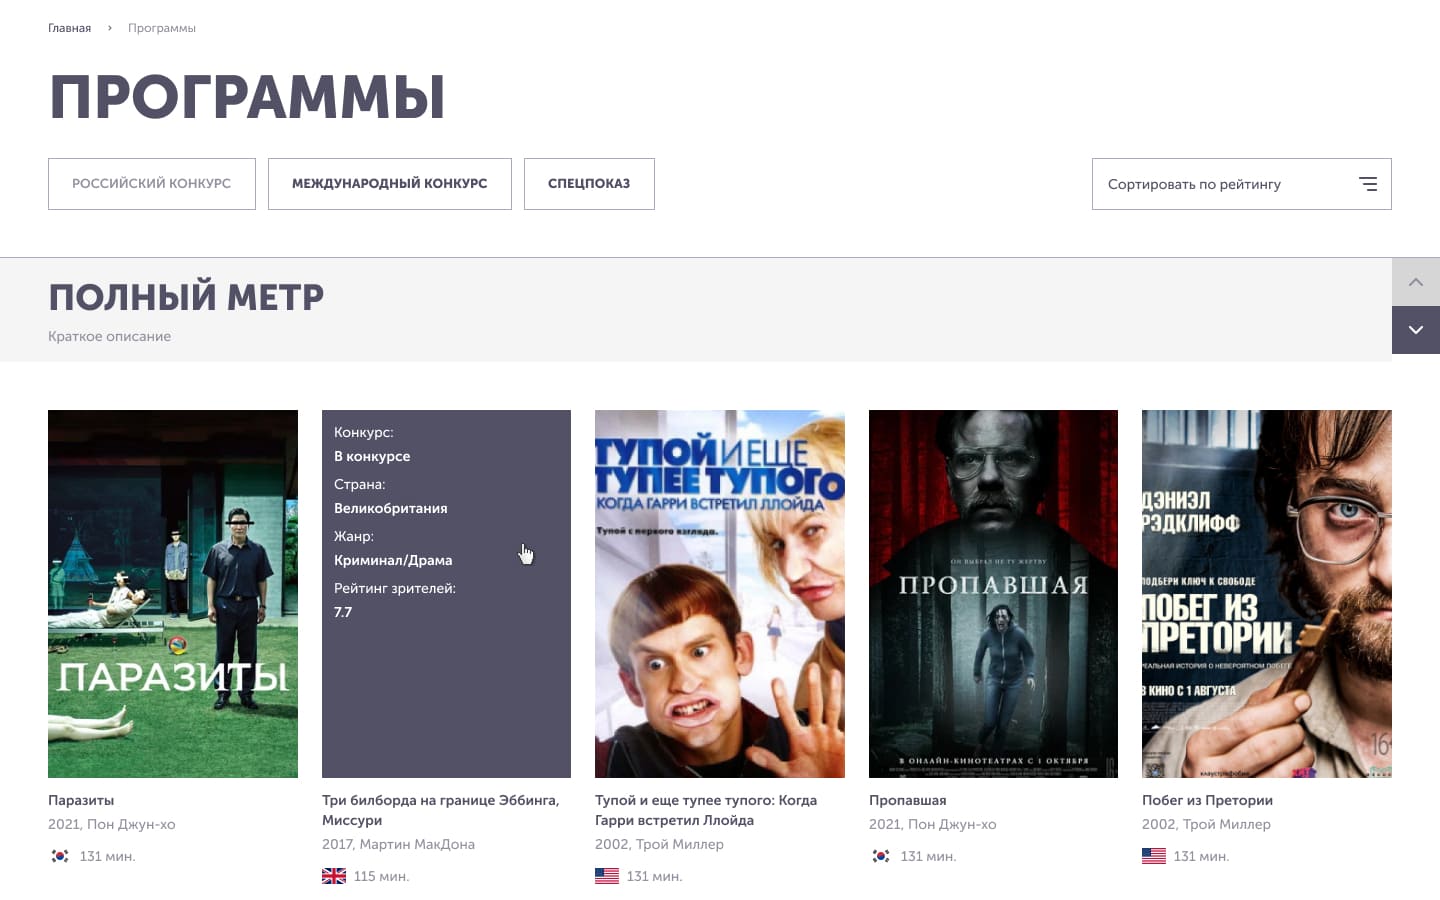 Главная › Программы
ПРОГРАММЫ
РОССИЙСКИЙ КОНКУРС
МЕЖДУНАРОДНЫЙ КОНКУРС
СПЕЦПОКАЗ
Сортировать по рейтингу
ПОЛНЫЙ МЕТР
Краткое описание
ПАРАЗИТЫ
Паразиты
2021, Пон Джун-хо
131 мин.
Конкурс:
В конкурсе
Страна:
Великобритания
Жанр:
Криминал/Драма
Рейтинг зрителей:
7.7
Три билборда на границе Эббинга,
Миссури
2017, Мартин МакДона
115 мин.
ТУПОЙ И ЕЩЕ
ТУПЕЕ ТУПОГО
КОГДА ГАРРИ ВСТРЕТИЛ ЛЛОЙДА
Тупой с первого взгляда.
Тупой и еще тупее тупого: Когда
Гарри встретил Ллойда
2002, Трой Миллер
131 мин.
ОН ВЫБРАЛ НЕ ТУ ЖЕРТВУ
ПРОПАВШАЯ
В ОНЛАЙН-КИНОТЕАТРАХ С 1 ОКТЯБРЯ
Пропавшая
2021, Пон Джун-хо
131 мин.
ДЭНИЭЛ
РЭДКЛИФФ
ПОДБЕРИ КЛЮЧ К СВОБОДЕ
ПОБЕГ ИЗ
ПРЕТОРИИ
РЕАЛЬНАЯ ИСТОРИЯ О НЕВЕРОЯТНОМ ПОБЕГЕ
В КИНО С 1 АВГУСТА
16+
Побег из Претории
2002, Трой Миллер
131 мин.